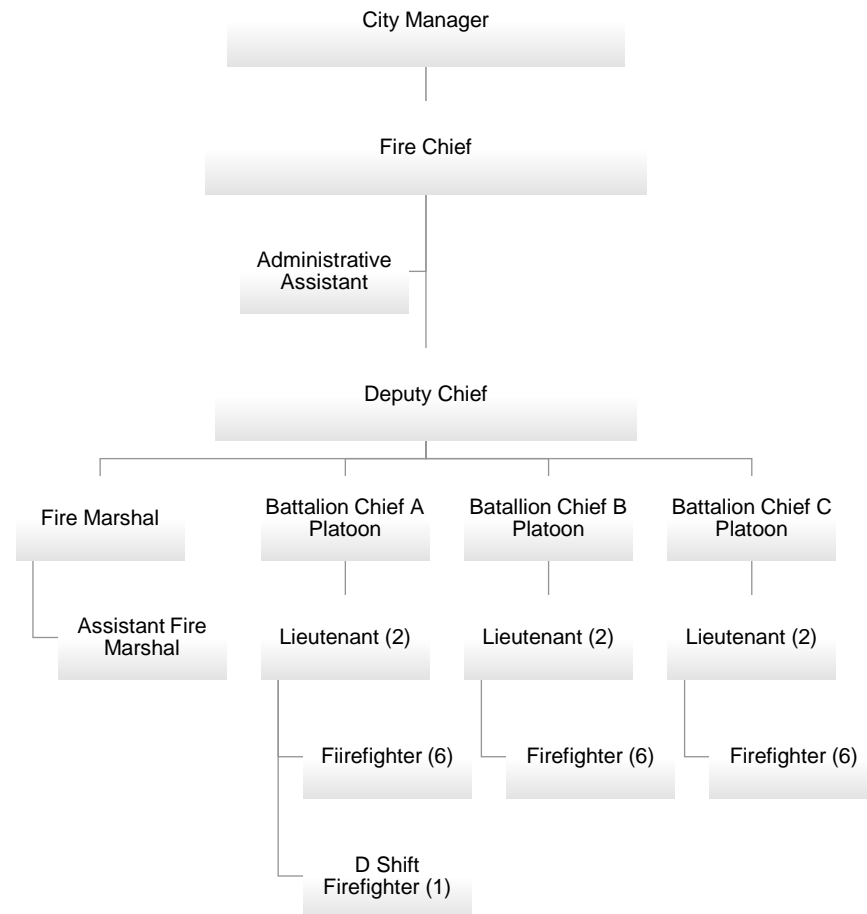 City Manager
Fire Chief
Administrative
Assistant
Deputy Chief
Fire Marshal
Battalion Chief A
Platoon
Batallion Chief B
Platoon
Battalion Chief C
Platoon
Assistant Fire
Marshal
Lieutenant (2)
Lieutenant (2)
Lieutenant (2)
Fiirefighter (6)
Firefighter (6)
Firefighter (6)
D Shift
Firefighter (1)